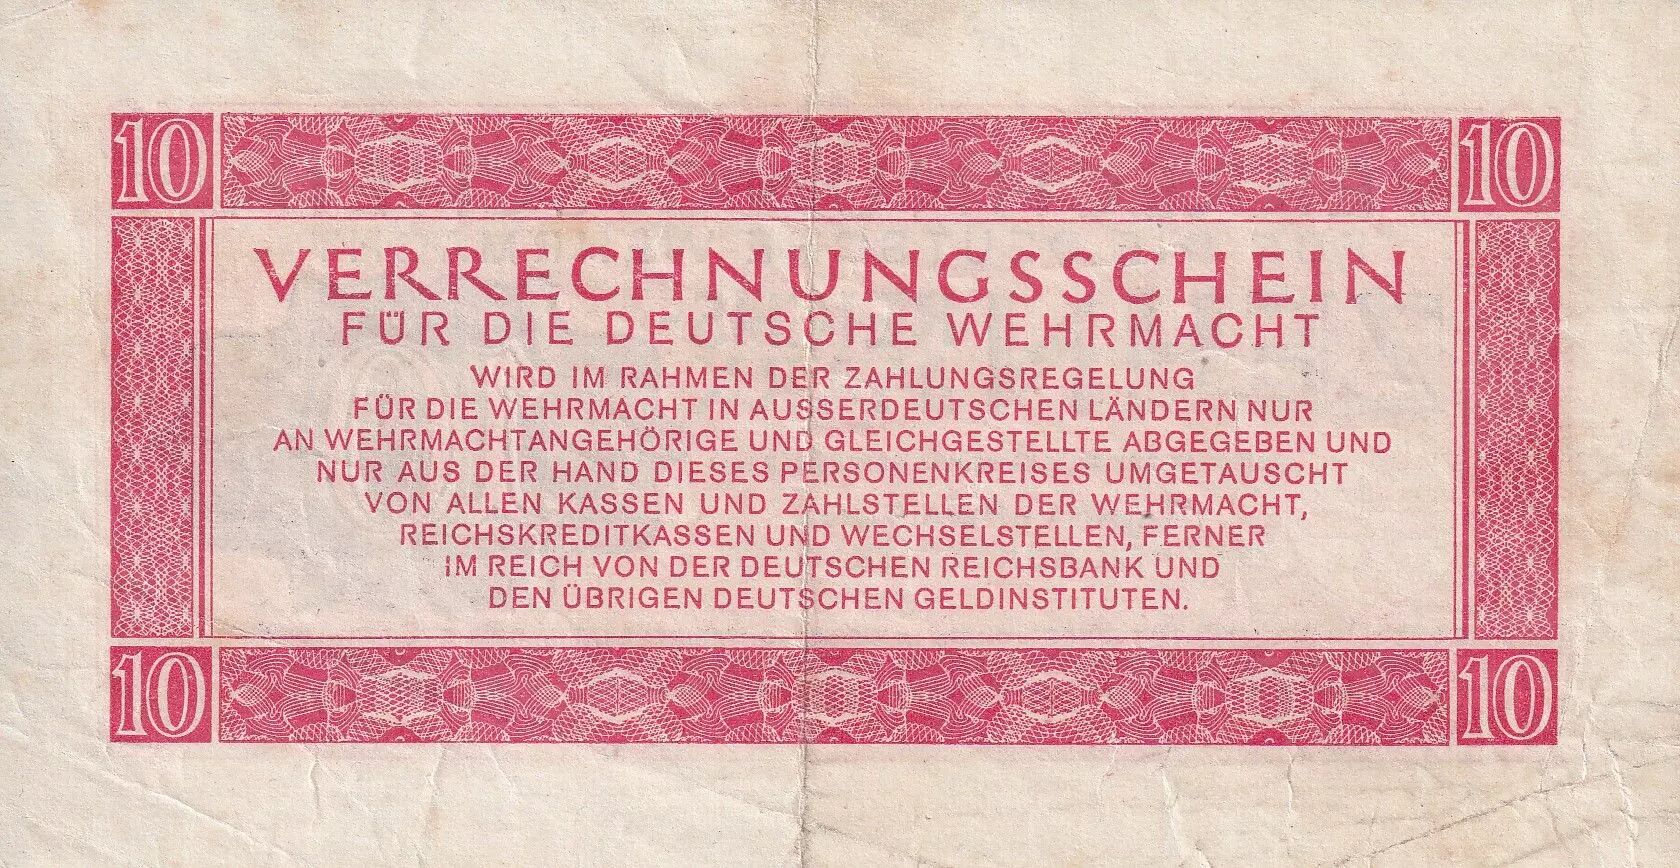 10 10
VERRECHNUNGSSCHEIN
FÜR DIE DEUTSCHE WEHRMACHT
WIRD IM RAHMEN DER ZAHLUNGSREGELUNG
FÜR DIE WEHRMACHT IN AUSSERDEUTSCHEN LÄNDERN NUR
AN WEHRMACHTANGEHÖRIGE UND GLEICHGESTELLTE ABGEGEBEN UND
NUR AUS DER HAND DIESES PERSONENKREISES UMGETAUSCHT
VON ALLEN KASSEN UND ZAHLSTELLEN DER WEHRMACHT,
REICHSKREDITKASSEN UND WECHSELSTELLEN, FERNER
IM REICH VON DER DEUTSCHEN REICHSBANK UND
DEN ÜBRIGEN DEUTSCHEN GELDINSTITUTEN.
10 10